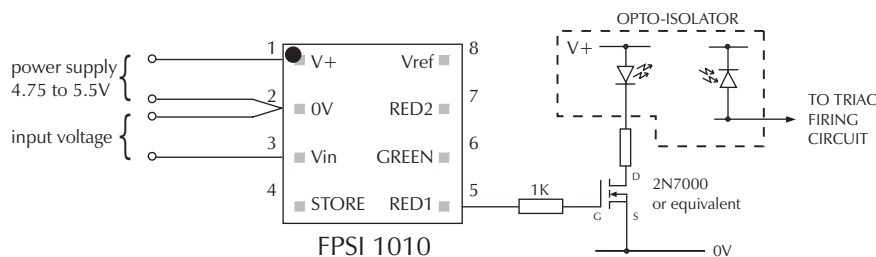 OPTO-ISOLATOR
V+
power supply
4.75 to 5.5V
input voltage
1
2
3
4
V+
0V
Vin
STORE
Vref
RED2
GREEN
RED1
8
7
6
5
FPSI 1010
1K
D
G
S
2N7000
or equivalent
0V
TO TRIAC
FIRING
CIRCUIT